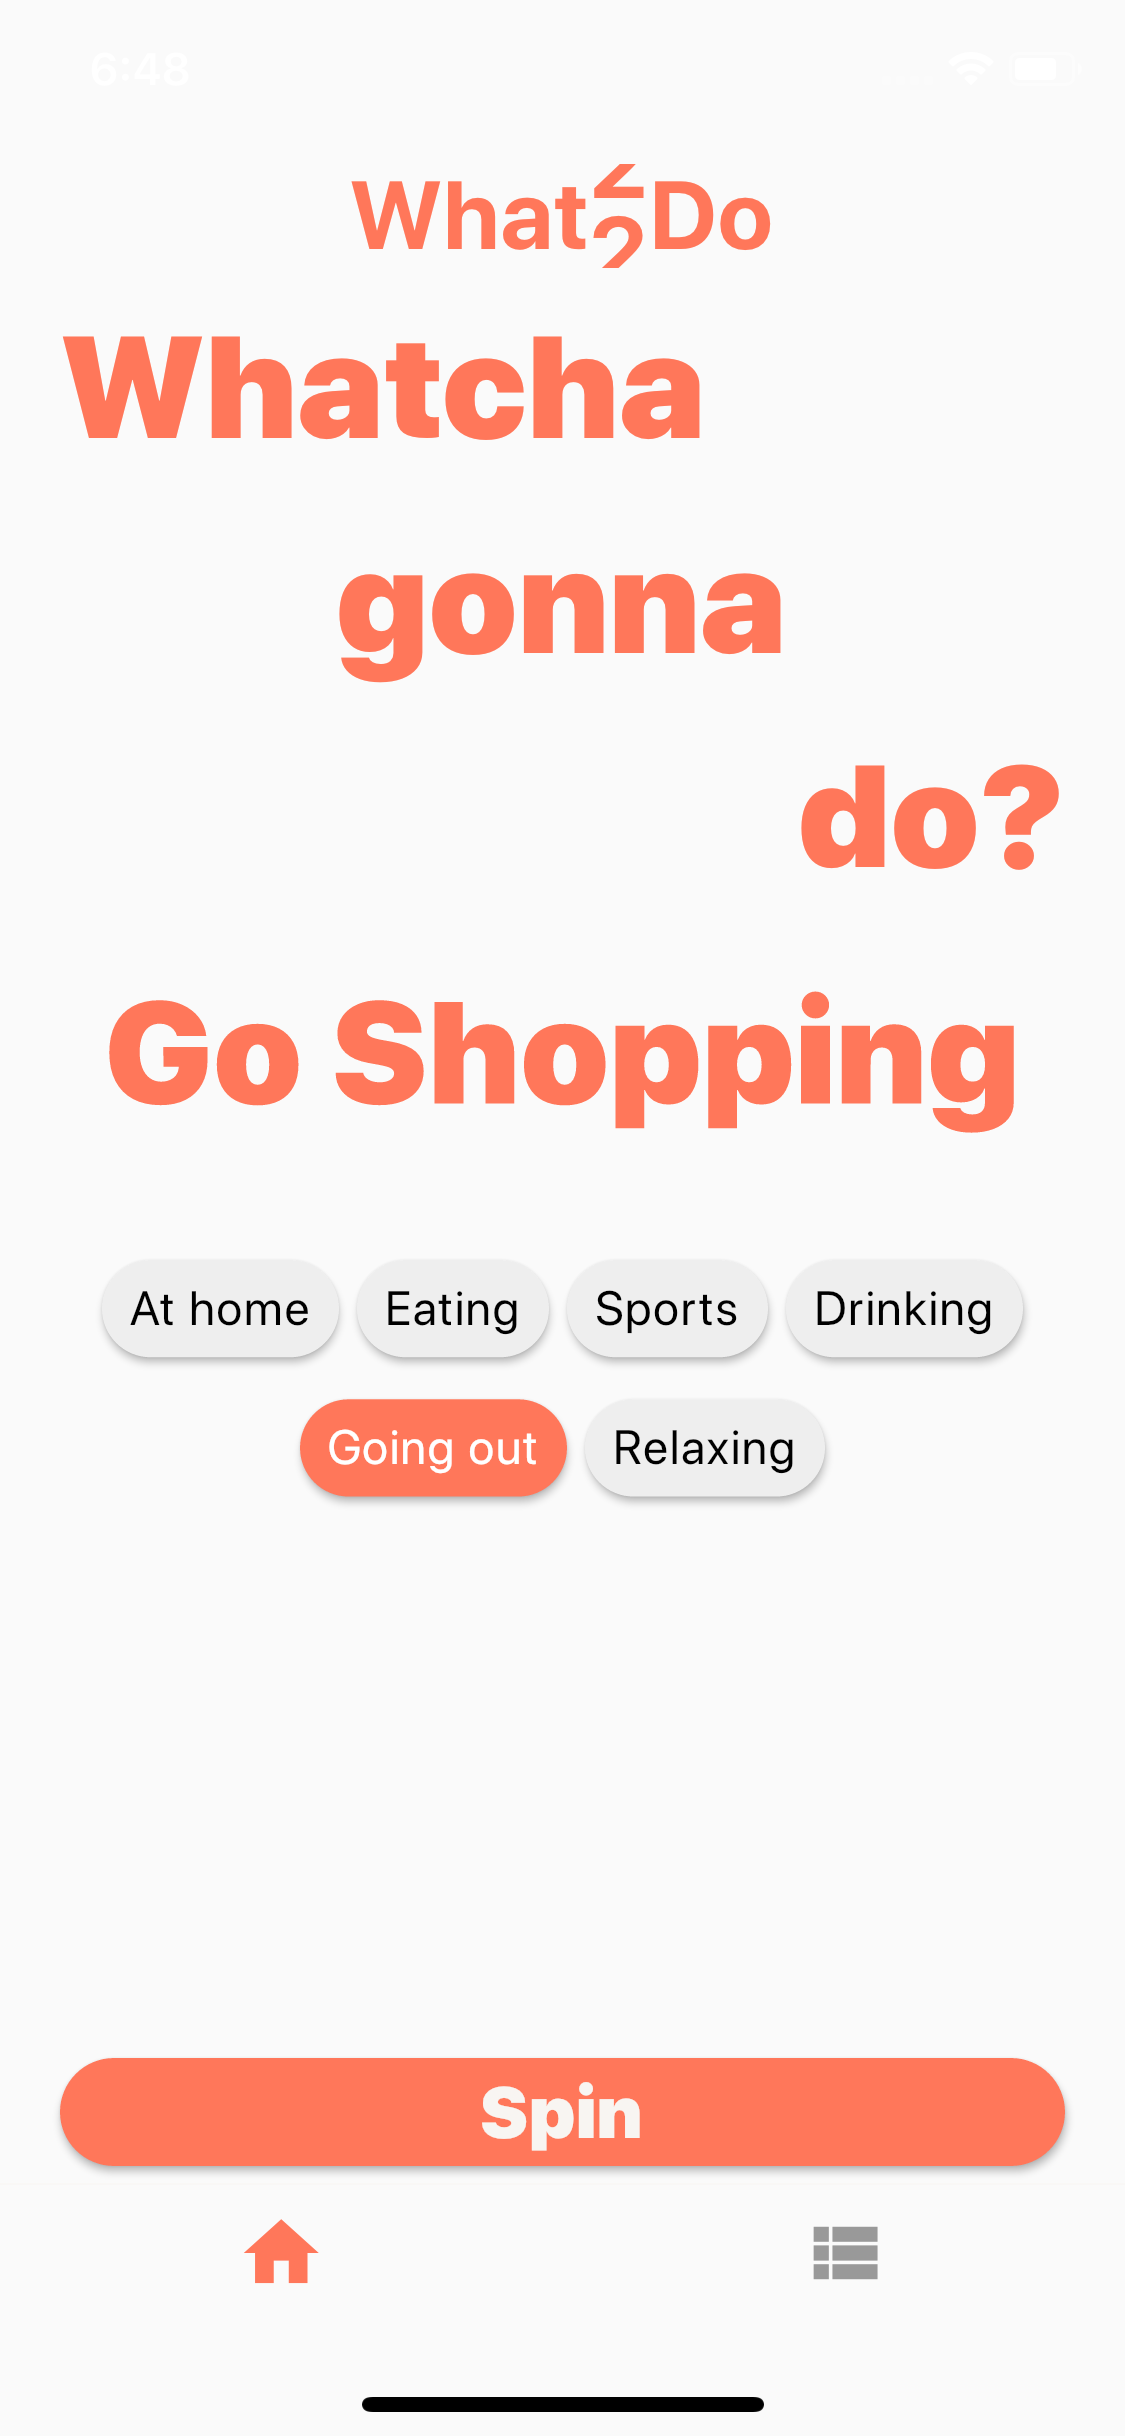 6:48
What2Do
Whatcha
gonna
do?
Go Shopping
At home Eating Sports Drinking
Going out Relaxing
Spin